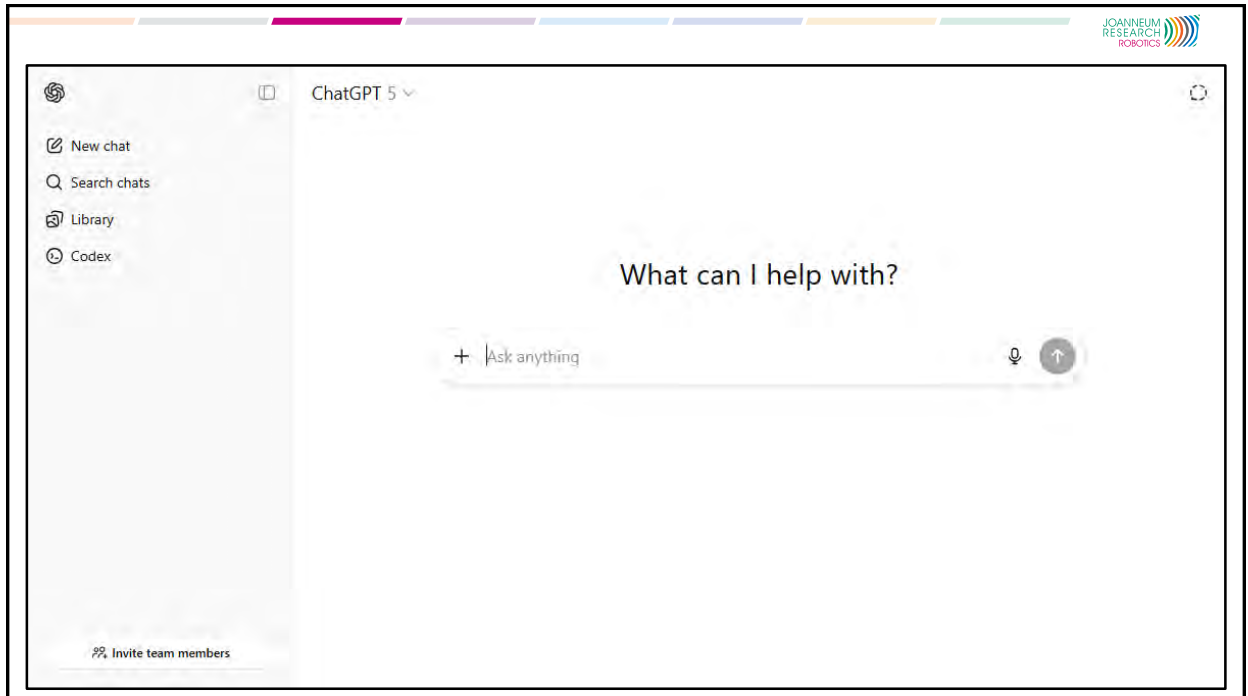 JOANNEUM
RESEARCH
ROBOTICS
ChatGPT 5
New chat
Search chats
Library
Codex
What can I help with?
Ask anything
Invite team members